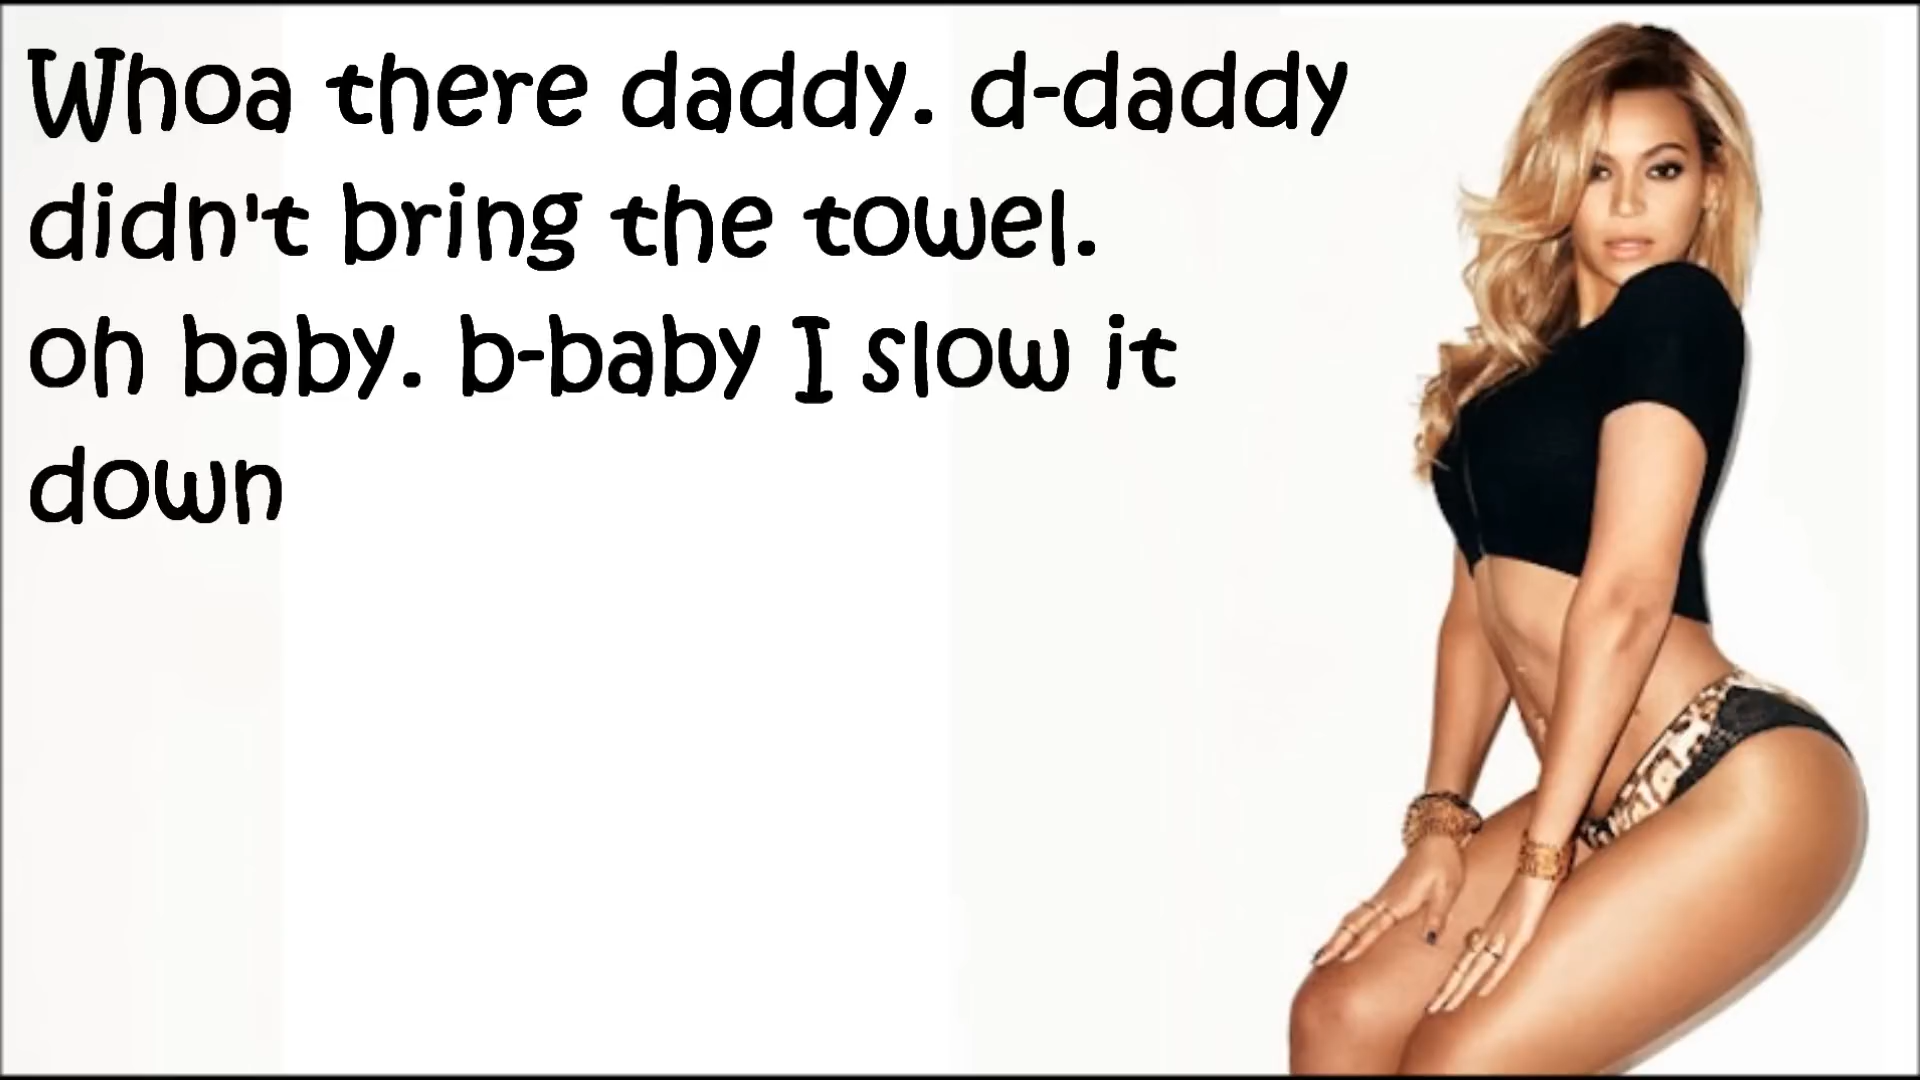 Whoa there daddy. d-daddy
didn't bring the towel.
oh baby. b-baby I slow it
down